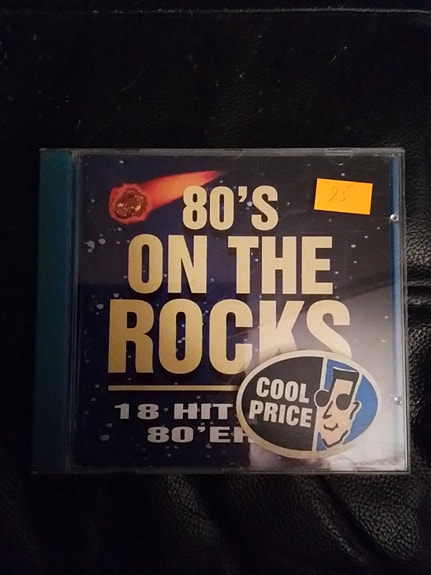 80'S
95
ON THE
ROCKS
18 HIT
80'ER
COOL
PRICE